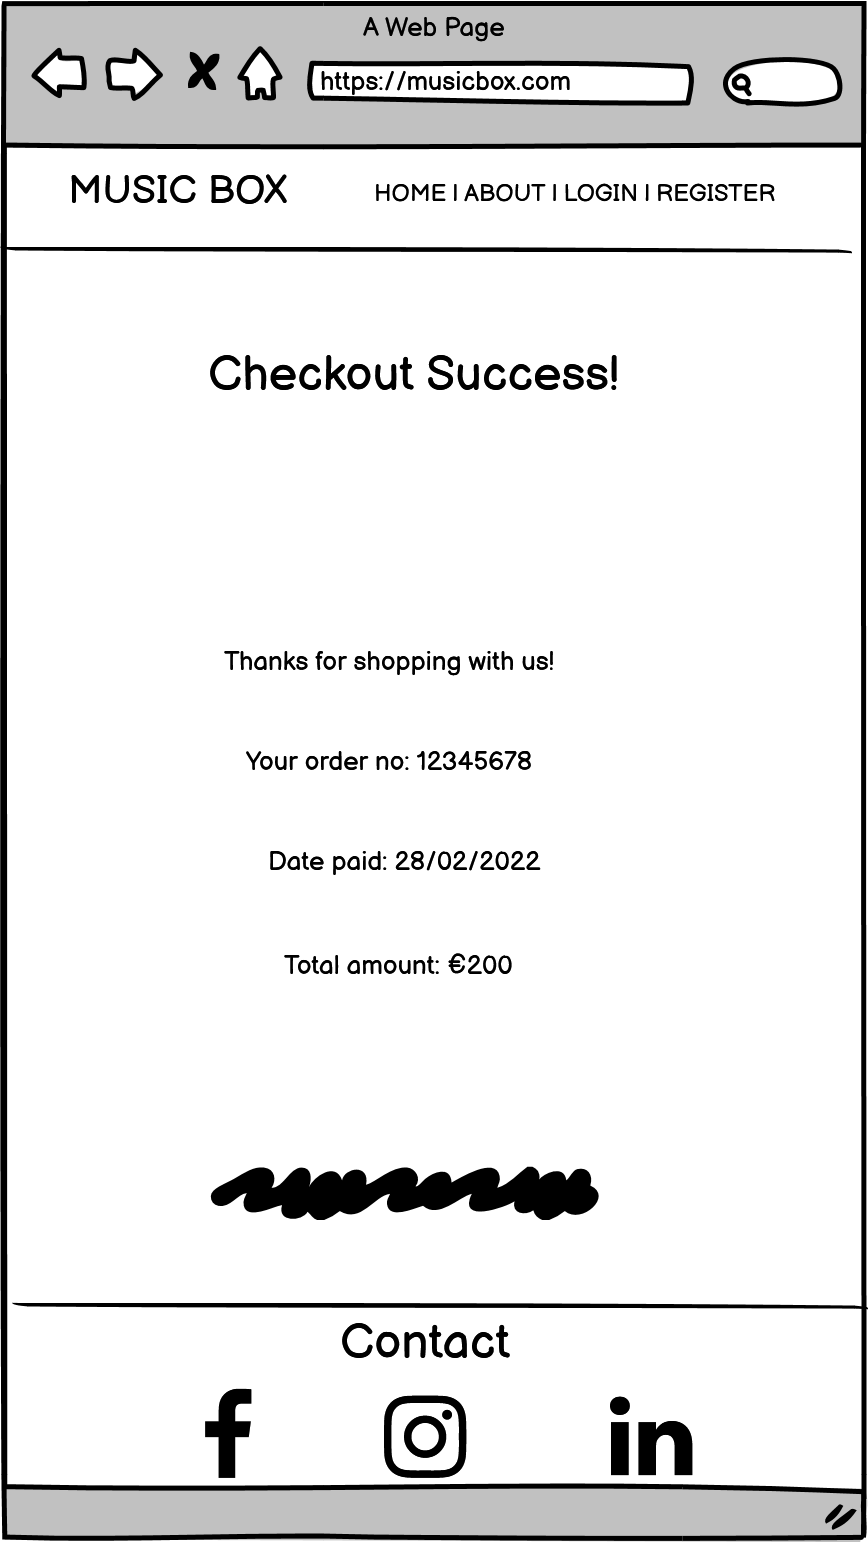 A Web Page
https://musicbox.com
MUSIC BOX
HOME I ABOUT I LOGIN I REGISTER
Checkout Success!
Thanks for shopping with us!
Your order no: 12345678
Date paid: 28/02/2022
Total amount: €200
Contact
f
in